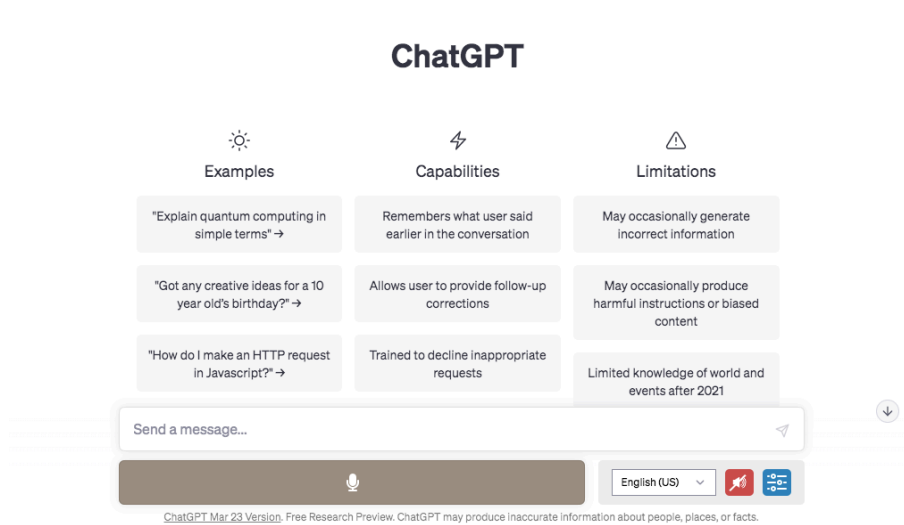 ChatGPT
Examples
"Explain quantum computing in
simple terms" →
"Got any creative ideas for a 10
year old's birthday?" →
"How do I make an HTTP request
in Javascript?" →
Capabilities
Remembers what user said
earlier in the conversation
Allows user to provide follow-up
corrections
Trained to decline inappropriate
requests
Limitations
May occasionally generate
incorrect information
May occasionally produce
harmful instructions or biased
content
Limited knowledge of world and
events after 2021
Send a message...
English (US)
ChatGPT Mar 23 Version. Free Research Preview. ChatGPT may produce inaccurate information about people, places, or facts.